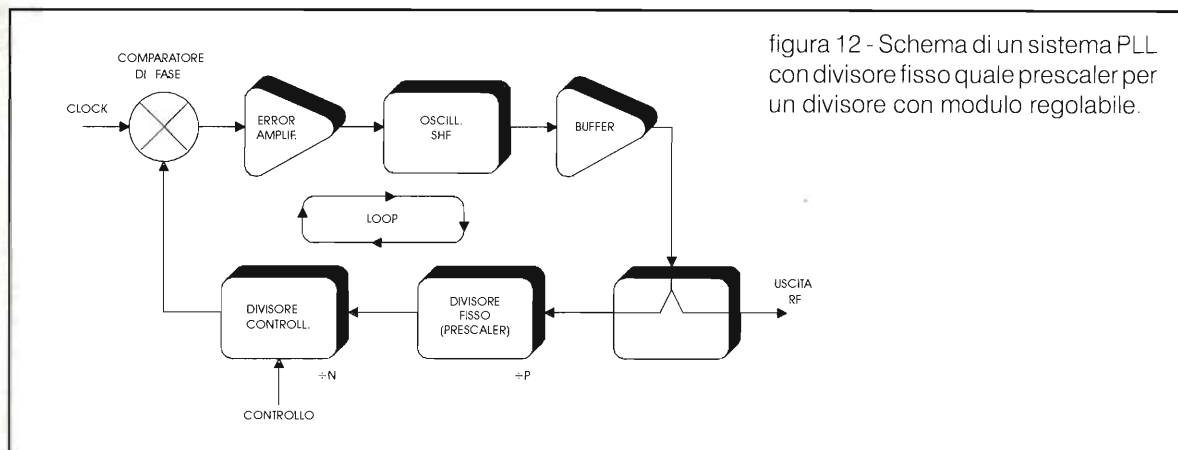 figura 12 - Schema di un sistema PLL
con divisore fisso quale prescaler per
un divisore con modulo regolabile.
COMPARATORE
DI FASE
CLOCK
ERROR
AMPLIF.
OSCILL.
SHF
BUFFER
LOOP
DIVISORE
CONTROLL.
÷N
CONTROLLO
DIVISORE
FISSO
(PRESCALER)
÷P
USCITA
RF